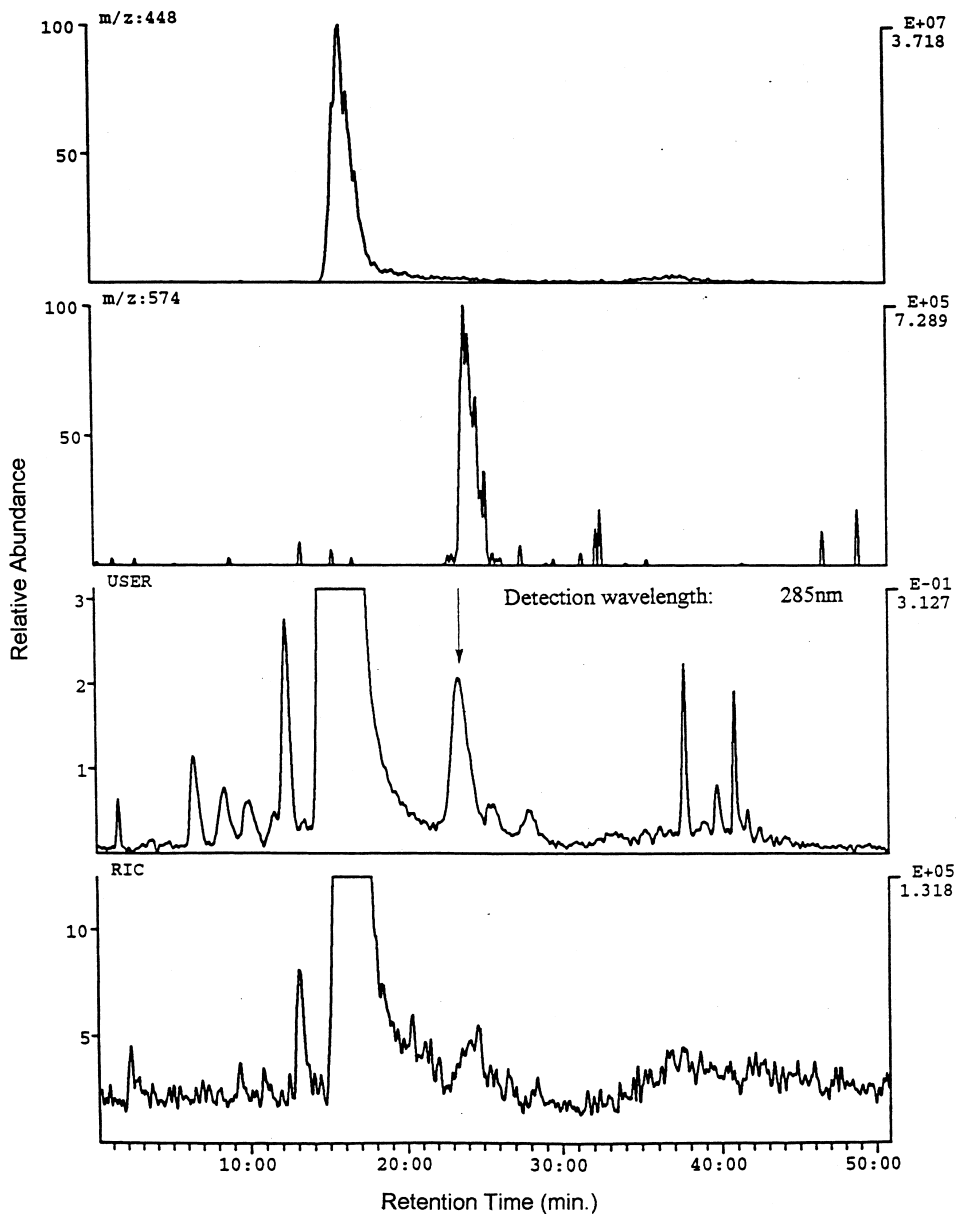 m/z:448
100
50
E+07
3.718
m/z:574
100
50
E+05
7.289
USER
3
2
1
Detection wavelength: 285nm
E-01
3.127
RIC
10
5
E+05
1.318
10:00 20:00 30:00 40:00 50:00
Retention Time (min.)
Relative Abundance